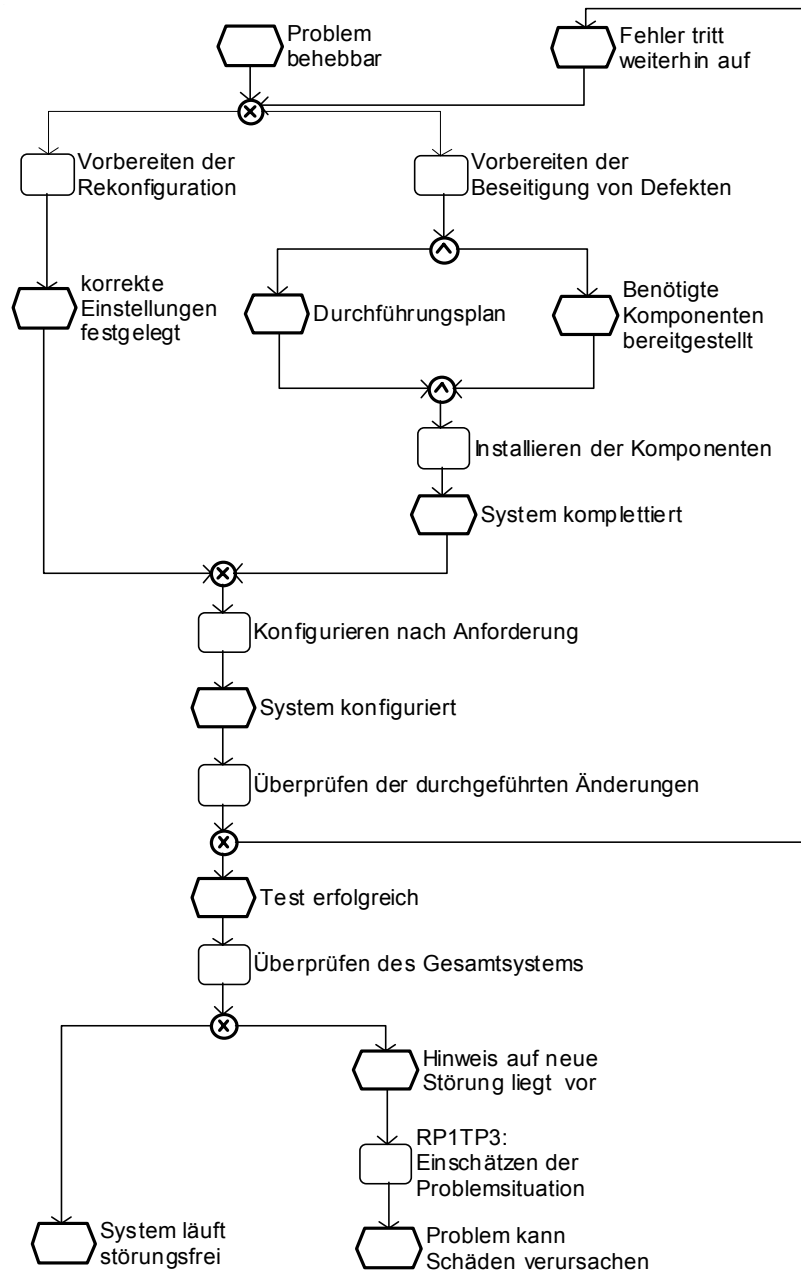 Problem
behebbar
Fehler tritt
weiterhin auf
Vorbereiten der
Rekonfiguration
Vorbereiten der
Beseitigung von Defekten
korrekte
Einstellungen
festgelegt
Durchführungsplan
Benötigte
Komponenten
bereitgestellt
Installieren der Komponenten
System komplettiert
Konfigurieren nach Anforderung
System konfiguriert
Überprüfen der durchgeführten Änderungen
Test erfolgreich
Überprüfen des Gesamtsystems
Hinweis auf neue
Störung liegt vor
RP1TP3:
Einschätzen der
Problemsituation
System läuft
störungsfrei
Problem kann
Schäden verursachen